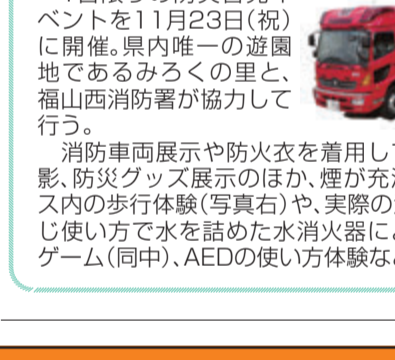 ベントを11月23日(祝)
に開催。県内唯一の遊園
地であるみろくの里と、
福山西消防署が協力して
行う。
消防車両展示や防火衣を着用し
影、防災グッズ展示のほか、煙が充
ス内の歩行体験(写真右)や、実際の
じ使い方で水を詰めた水消火器に
ゲーム(同中)、AEDの使い方体験な